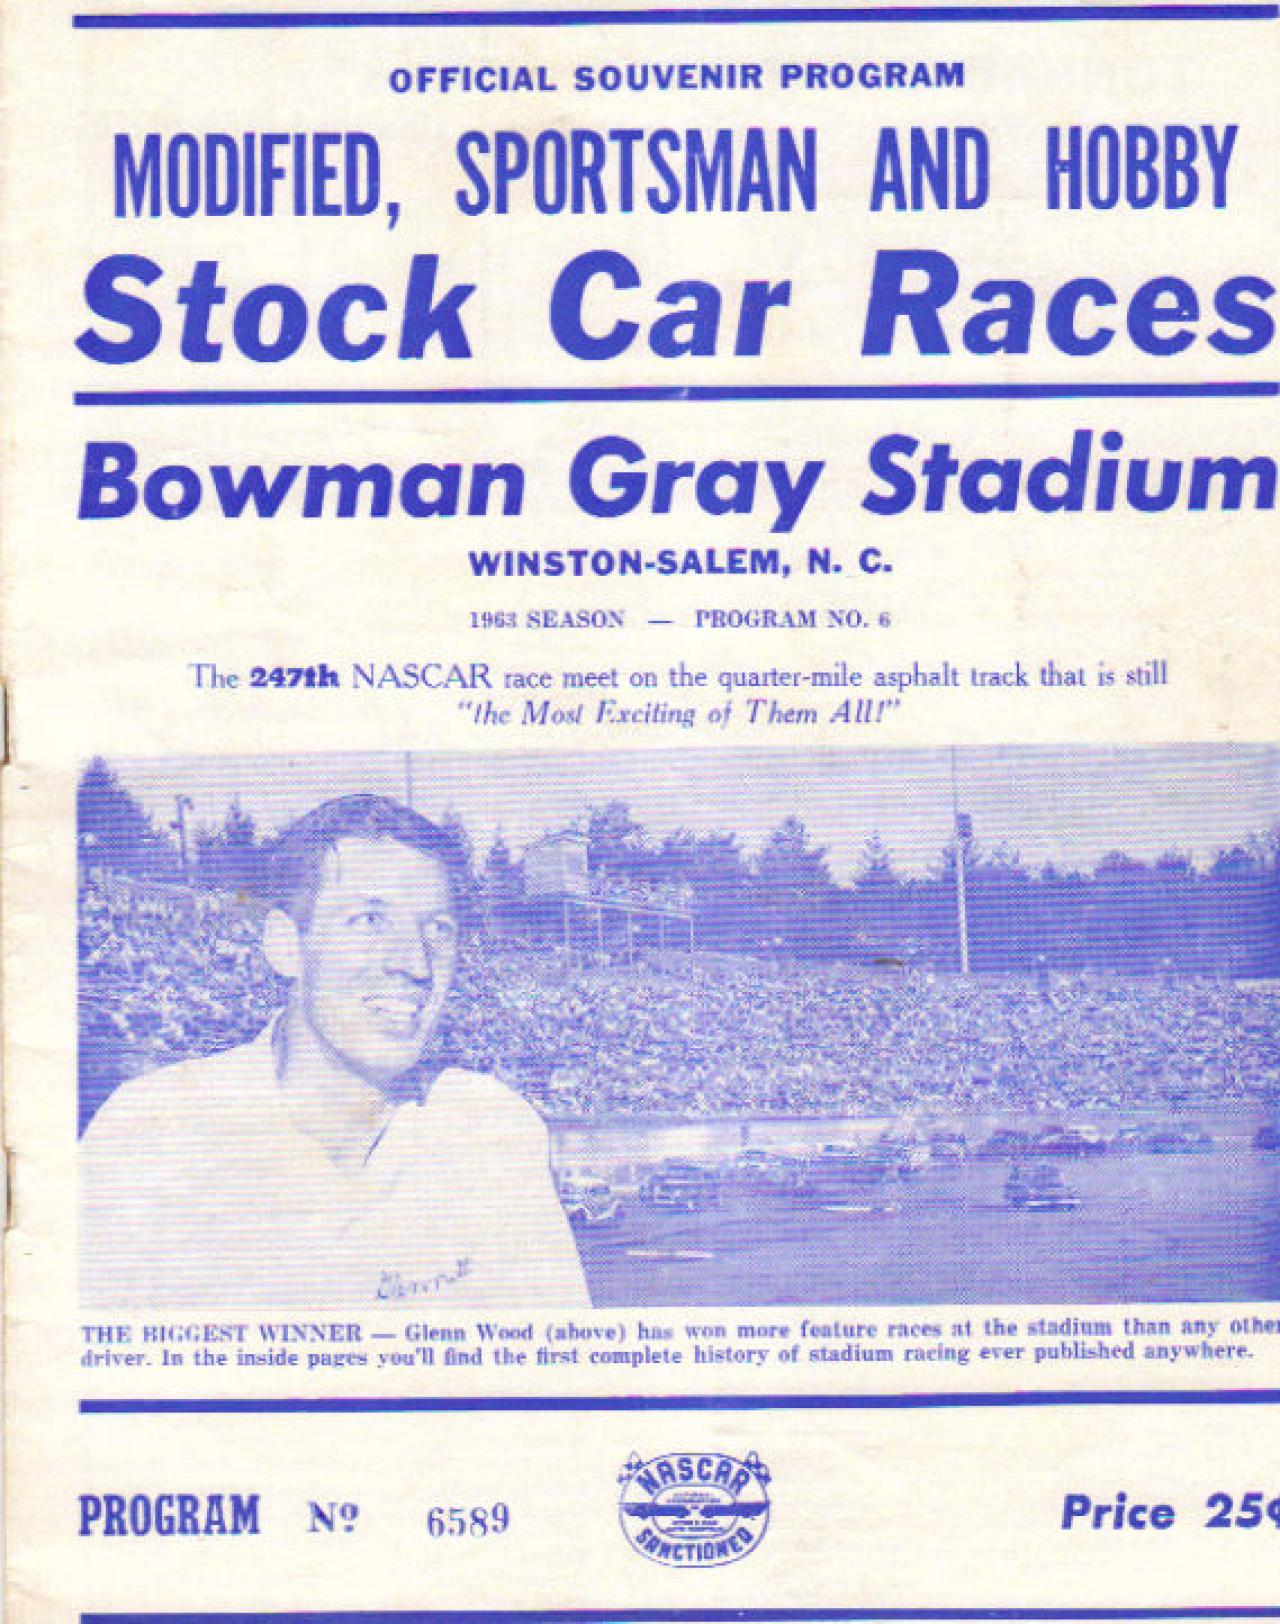 OFFICIAL SOUVENIR PROGRAM
MODIFIED, SPORTSMAN AND HOBBY
Stock Car Races
Bowman Gray Stadium
WINSTON-SALEM, N. C.
1963 SEASON — PROGRAM NO. 6
The 247th NASCAR race meet on the quarter-mile asphalt track that is still
"the Most Exciting of Them All!"
THE BIGGEST WINNER — Glenn Wood (above) has won more feature races at the stadium than any other
driver. In the inside pages you'll find the first complete history of stadium racing ever published anywhere.
PROGRAM Nº 6589
NASCAR
SANCTIONED
Price 25¢